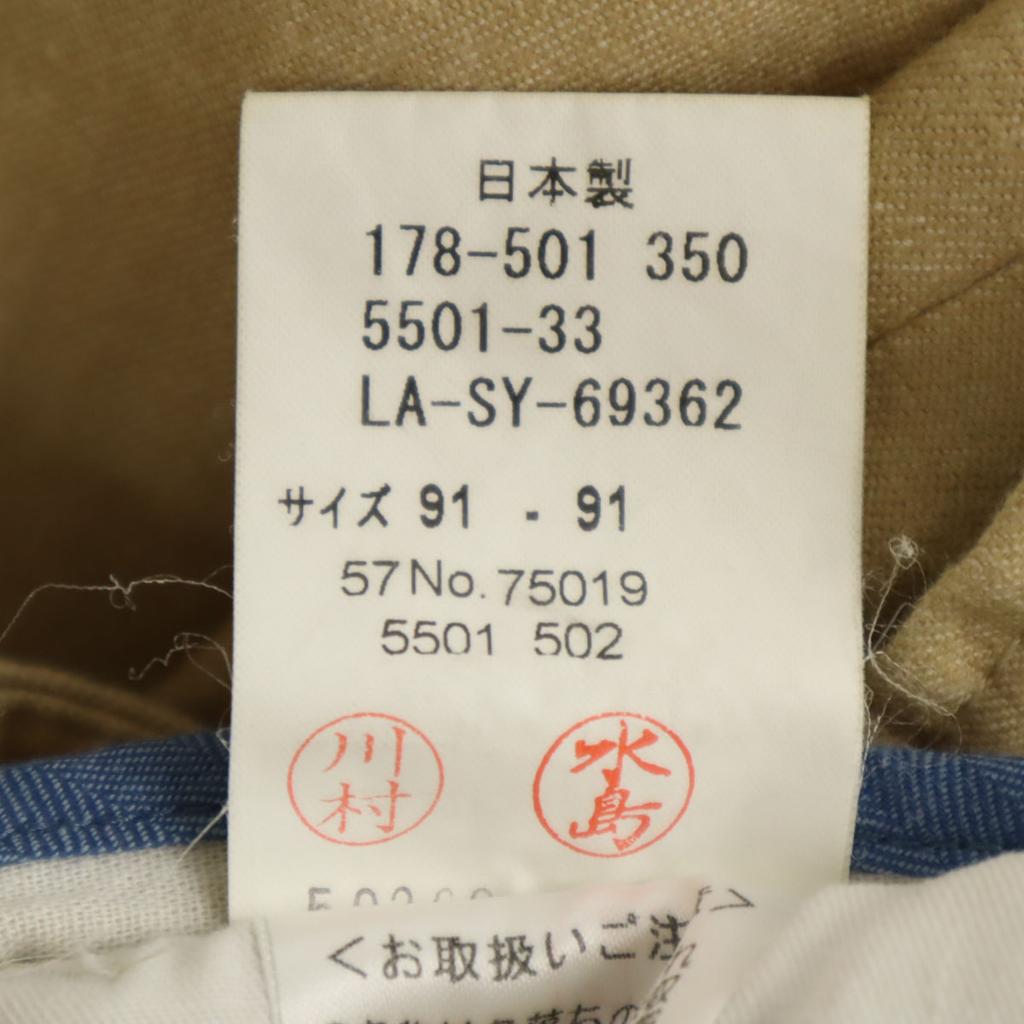 日本製
178-501 350
5501-33
LA-SY-69362
サイズ 91 - 91
57No.75019
5501 502
川村
水島
<お取扱いご注